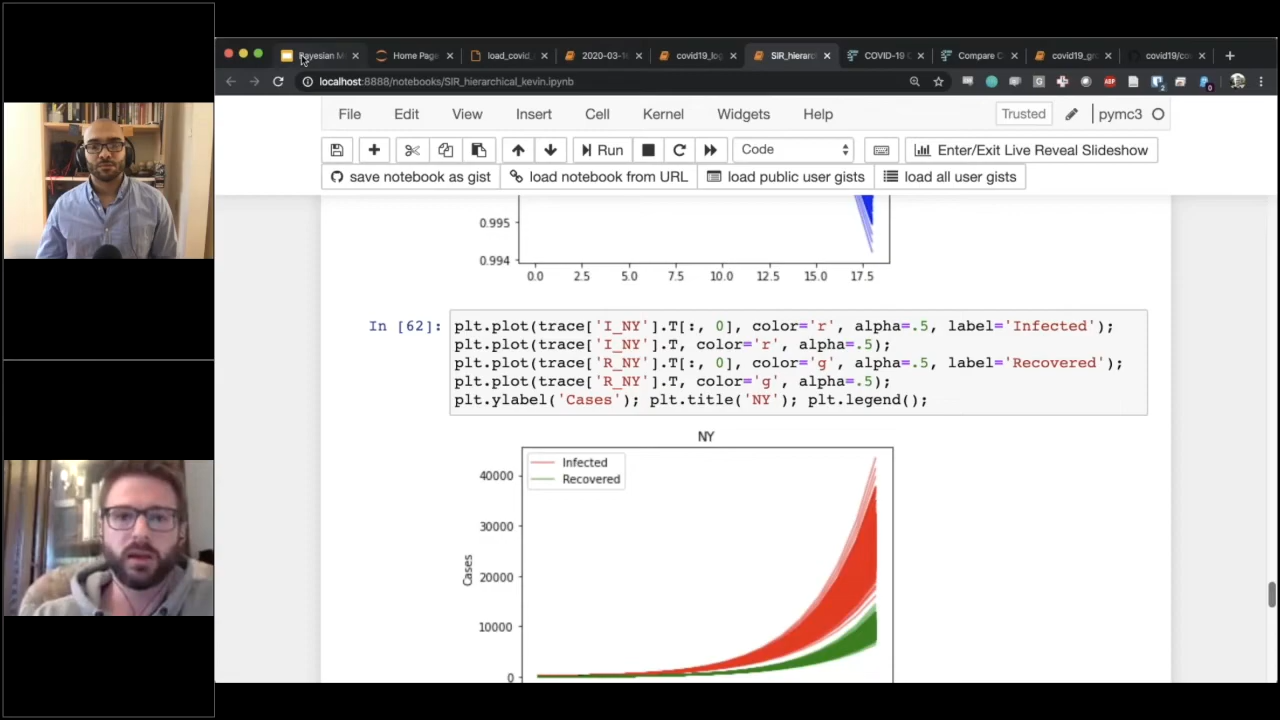 Bayesian M
Home Page
load_covid_
2020-03-1
covid19_log
SIR_hierarc
COVID-19
Compare C
covid19_gr
covid19/co
localhost:8888/notebooks/SIR_hierarchical_kevin.ipynb
File Edit View Insert Cell Kernel Widgets Help Trusted pymc3
Run Code Enter/Exit Live Reveal Slideshow
save notebook as gist load notebook from URL load public user gists load all user gists
0.995
0.994
0.0 2.5 5.0 7.5 10.0 12.5 15.0 17.5
In [62]:
plt.plot(trace['I_NY'].T[:, 0], color='r', alpha=.5, label='Infected');
plt.plot(trace['I_NY'].T, color='r', alpha=.5);
plt.plot(trace['R_NY'].T[:, 0], color='g', alpha=.5, label='Recovered');
plt.plot(trace['R_NY'].T, color='g', alpha=.5);
plt.ylabel('Cases'); plt.title('NY'); plt.legend();
NY
Infected
Recovered
40000
30000
20000
10000
0
Cases